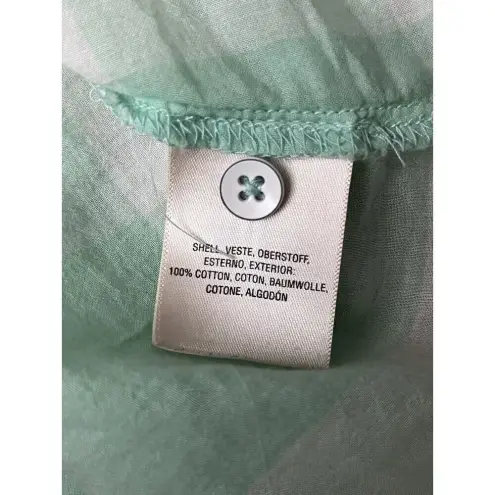 SHELL, VESTE, OBERSTOFF,
ESTERNO, EXTERIOR:
100% COTTON, COTON, BAUMWOLLE,
COTONE, ALGODÓN